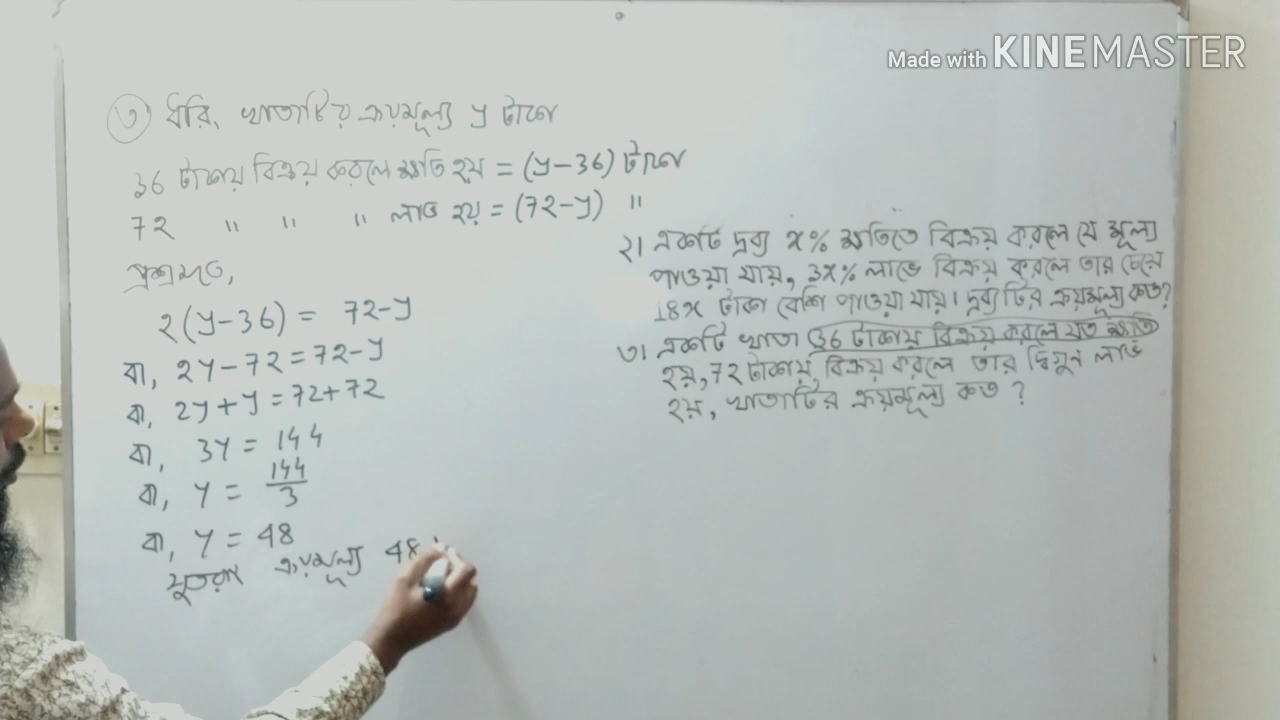 Made with KINEMASTER
৩ ধরি, খাতাটির ক্রয়মূল্য y টাকা
36 টাকায় বিক্রয় করলে ক্ষতি হয় = (y-36) টাকা
72 " " " লাভ হয় = (72-y) "
প্রশ্নমতে,
2(y-36) = 72-y
বা, 2y-72 = 72-y
বা, 2y+y = 72+72
বা, 3y = 144
বা, y = 144/3
বা, y = 48
সুতরাং ক্রয়মূল্য 48
২। একটি দ্রব্য x% ক্ষতিতে বিক্রয় করলে যে মূল্য
পাওয়া যায়, 3x% লাভে বিক্রয় করলে তার চেয়ে
18x টাকা বেশি পাওয়া যায়। দ্রব্যটির ক্রয়মূল্য কত?
৩। একটি খাতা 36 টাকায় বিক্রয় করলে যত ক্ষতি
হয়, 72 টাকায় বিক্রয় করলে তার দ্বিগুন লাভ
হয়, খাতাটির ক্রয়মূল্য কত ?